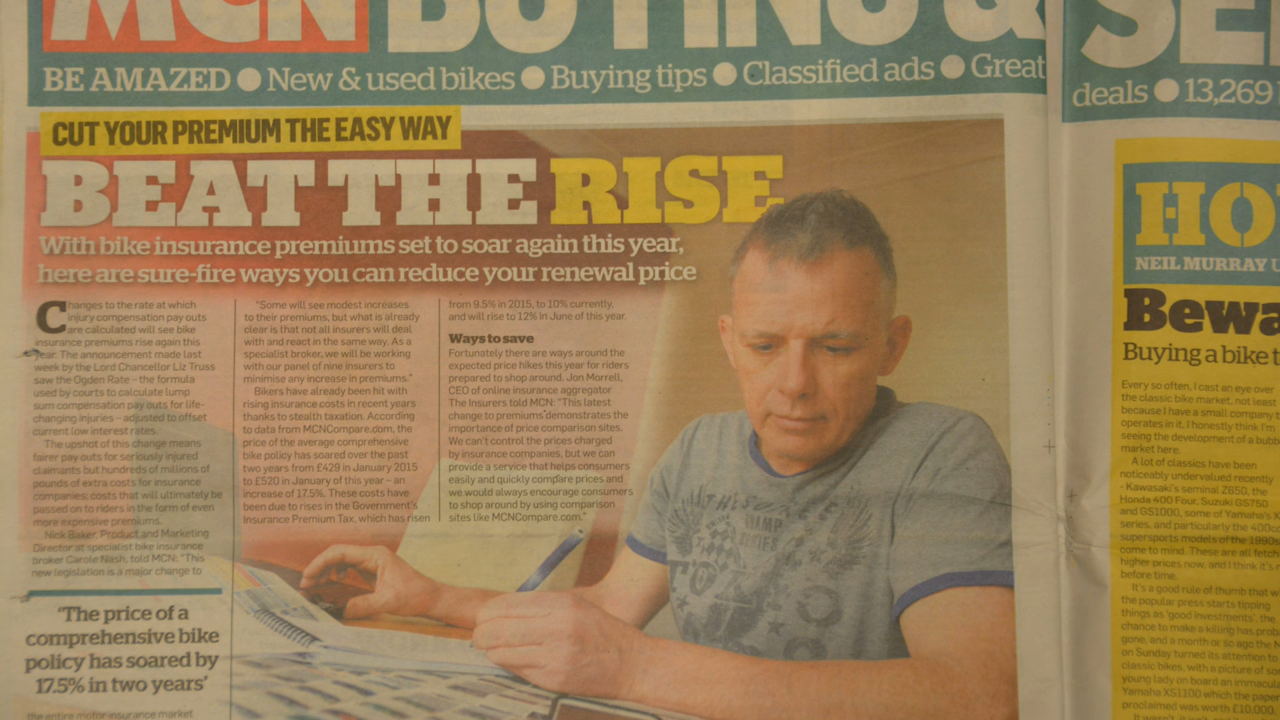 MCN BUYING &
BE AMAZED ● New & used bikes ● Buying tips ● Classified ads ● Great
CUT YOUR PREMIUM THE EASY WAY
BEAT THE RISE
With bike insurance premiums set to soar again this year,
here are sure-fire ways you can reduce your renewal price
Changes to the rate at which
injury compensation pay outs
are calculated will see bike
insurance premiums rise again this
year. The announcement made last
week by the Lord Chancellor Liz Truss
saw the Ogden Rate – the formula
used by courts to calculate lump
sum compensation pay outs for life-
changing injuries – adjusted to offset
current low interest rates.
The upshot of this change means
fairer pay outs for seriously injured
claimants but hundreds of millions of
pounds of extra costs for insurance
companies; costs that will ultimately be
passed on to riders in the form of even
more expensive premiums.
Nick Baker, Product and Marketing
Director at specialist bike insurance
broker Carole Nash, told MCN: "This
new legislation is a major change to
'The price of a
comprehensive bike
policy has soared by
17.5% in two years'
the entire motor insurance market
"Some will see modest increases
to their premiums, but what is already
clear is that not all insurers will deal
with and react in the same way. As a
specialist broker, we will be working
with our panel of nine insurers to
minimise any increase in premiums."
Bikers have already been hit with
rising insurance costs in recent years
thanks to stealth taxation. According
to data from MCNCompare.com, the
price of the average comprehensive
bike policy has soared over the past
two years from £429 in January 2015
to £520 in January of this year – an
increase of 17.5%. These costs have
been due to rises in the Government's
Insurance Premium Tax, which has risen
from 9.5% in 2015, to 10% currently,
and will rise to 12% in June of this year.
Ways to save
Fortunately there are ways around the
expected price hikes this year for riders
prepared to shop around. Jon Morrell,
CEO of online insurance aggregator
The Insurers told MCN: "This latest
change to premiums demonstrates the
importance of price comparison sites.
We can't control the prices charged
by insurance companies, but we can
provide a service that helps consumers
easily and quickly compare prices and
we would always encourage consumers
to shop around by using comparison
sites like MCNCompare.com."
SE
deals ● 13,269
HO
NEIL MURRAY
Bewa
Buying a bike t
Every so often, I cast an eye over
the classic bike market, not least
because I have a small company t
operates in it. I honestly think I'm
seeing the development of a bubb
market here.
A lot of classics have been
noticeably undervalued recently
- Kawasaki's seminal Z650, the
Honda 400 Four, Suzuki GS750
and GS1000, some of Yamaha's X
series, and particularly the 400cc
supersports models of the 1990s
come to mind. These are all fetch
higher prices now, and I think it's
before time.
It's a good rule of thumb that w
the popular press starts tipping
things as 'good investments', the
chance to make a killing has prob
gone, and a month or so ago the
on Sunday turned its attention to
classic bikes, with a picture of so
young lady on board an immacula
Yamaha XS1100 which the paper
proclaimed was worth £10,000.